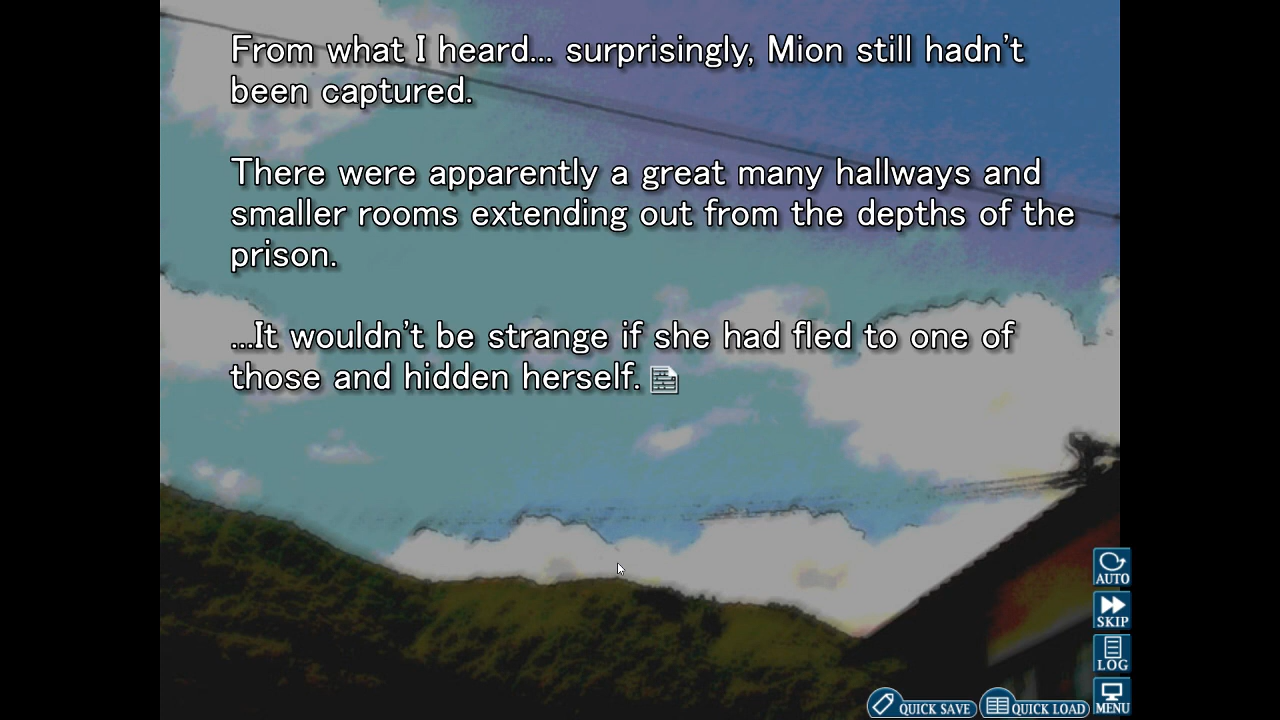 From what I heard... surprisingly, Mion still hadn't
been captured.
There were apparently a great many hallways and
smaller rooms extending out from the depths of the
prison.
...It wouldn't be strange if she had fled to one of
those and hidden herself.
AUTO
SKIP
LOG
MENU
QUICK SAVE
QUICK LOAD